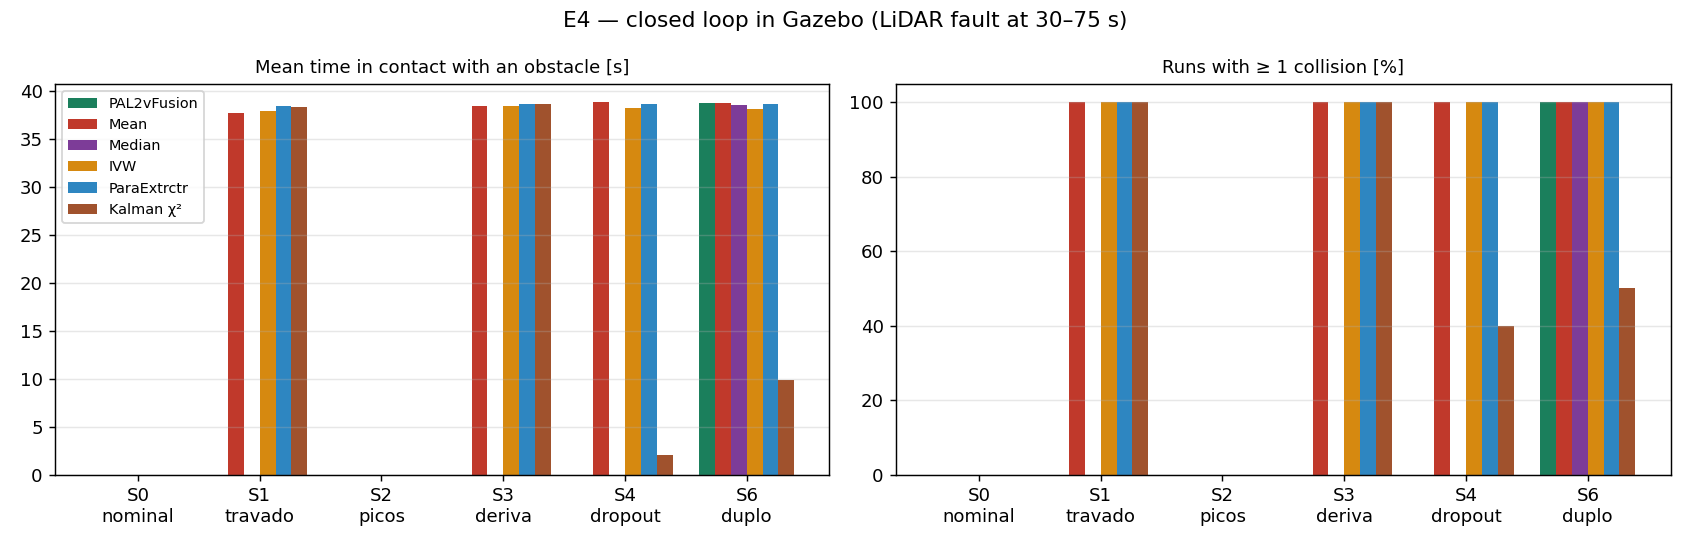 E4 — closed loop in Gazebo (LiDAR fault at 30–75 s)
Mean time in contact with an obstacle [s]
40
35
30
25
20
15
10
5
0
PAL2vFusion
Mean
Median
IVW
ParaExtrctr
Kalman χ²
S0
nominal
S1
travado
S2
picos
S3
deriva
S4
dropout
S6
duplo
Runs with ≥ 1 collision [%]
100
80
60
40
20
0
S0
nominal
S1
travado
S2
picos
S3
deriva
S4
dropout
S6
duplo